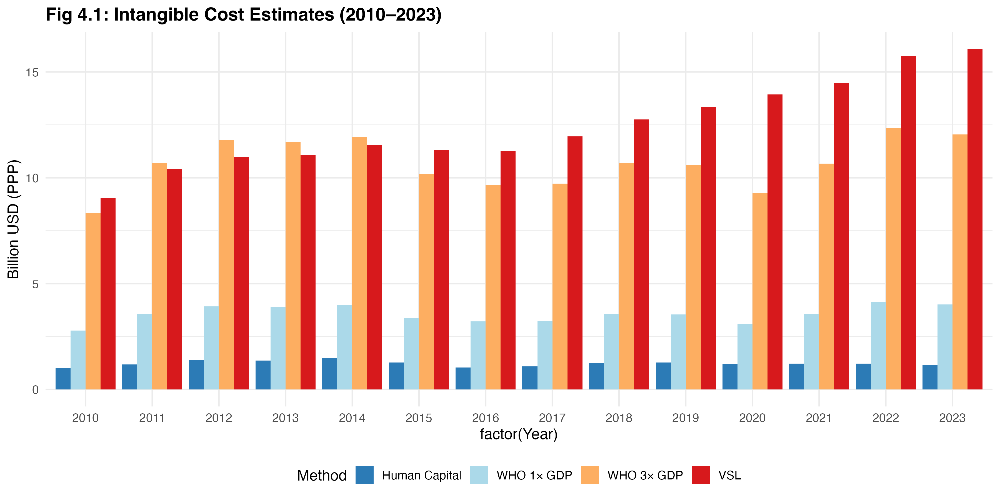 Fig 4.1: Intangible Cost Estimates (2010–2023)
Billion USD (PPP)
15
10
5
0
2010 2011 2012 2013 2014 2015 2016 2017 2018 2019 2020 2021 2022 2023
factor(Year)
Method Human Capital WHO 1× GDP WHO 3× GDP VSL